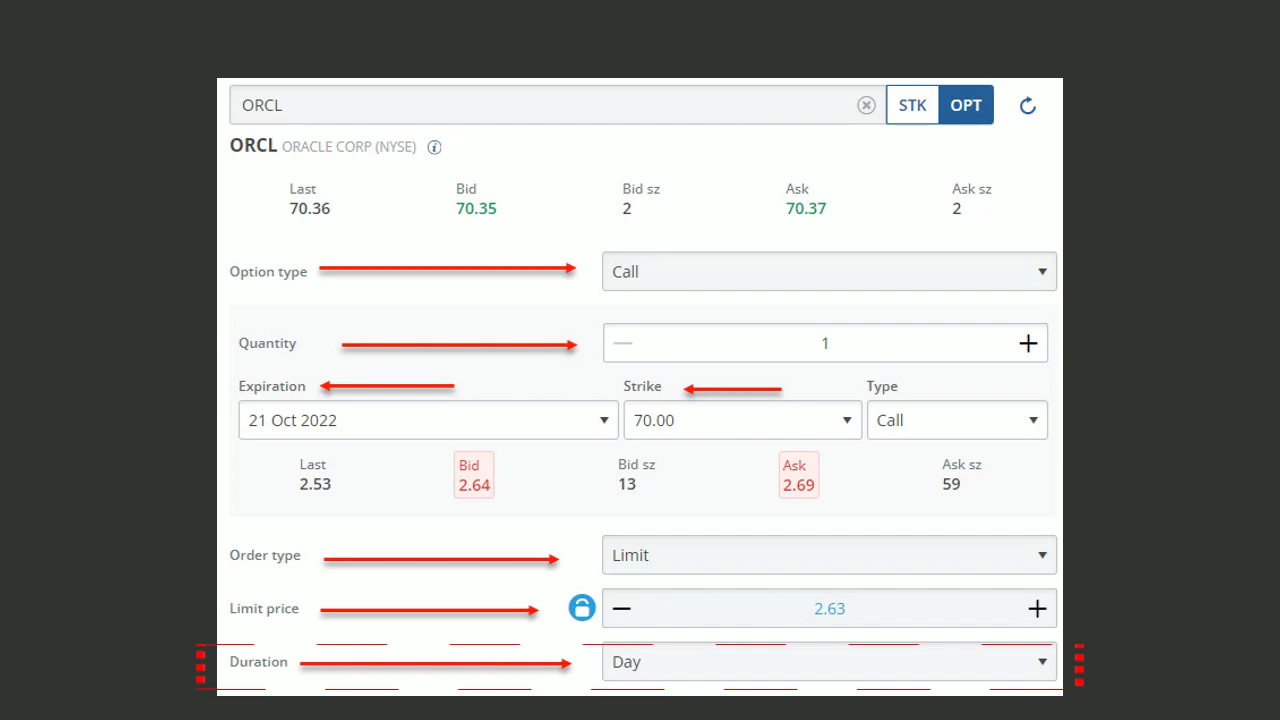 ORCL STK OPT
ORCL ORACLE CORP (NYSE) i
Last Bid Bid sz Ask Ask sz
70.36 70.35 2 70.37 2
Option type Call
Quantity 1
Expiration Strike Type
21 Oct 2022 70.00 Call
Last Bid Bid sz Ask Ask sz
2.53 2.64 13 2.69 59
Order type Limit
Limit price 2.63
Duration Day